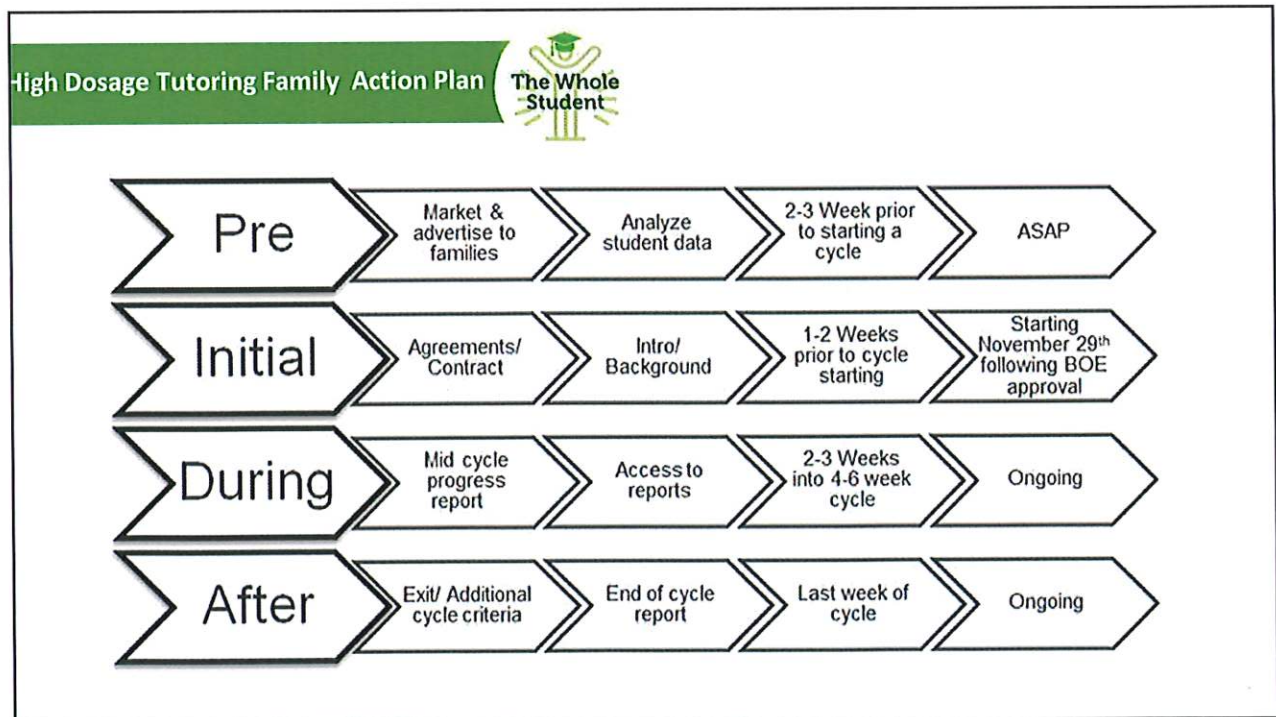 High Dosage Tutoring Family Action Plan
The Whole
Student
Pre
Market &
advertise to
families
Analyze
student data
2-3 Week prior
to starting a
cycle
ASAP
Initial
Agreements/
Contract
Intro/
Background
1-2 Weeks
prior to cycle
starting
Starting
November 29th
following BOE
approval
During
Mid cycle
progress
report
Access to
reports
2-3 Weeks
into 4-6 week
cycle
Ongoing
After
Exit/ Additional
cycle criteria
End of cycle
report
Last week of
cycle
Ongoing